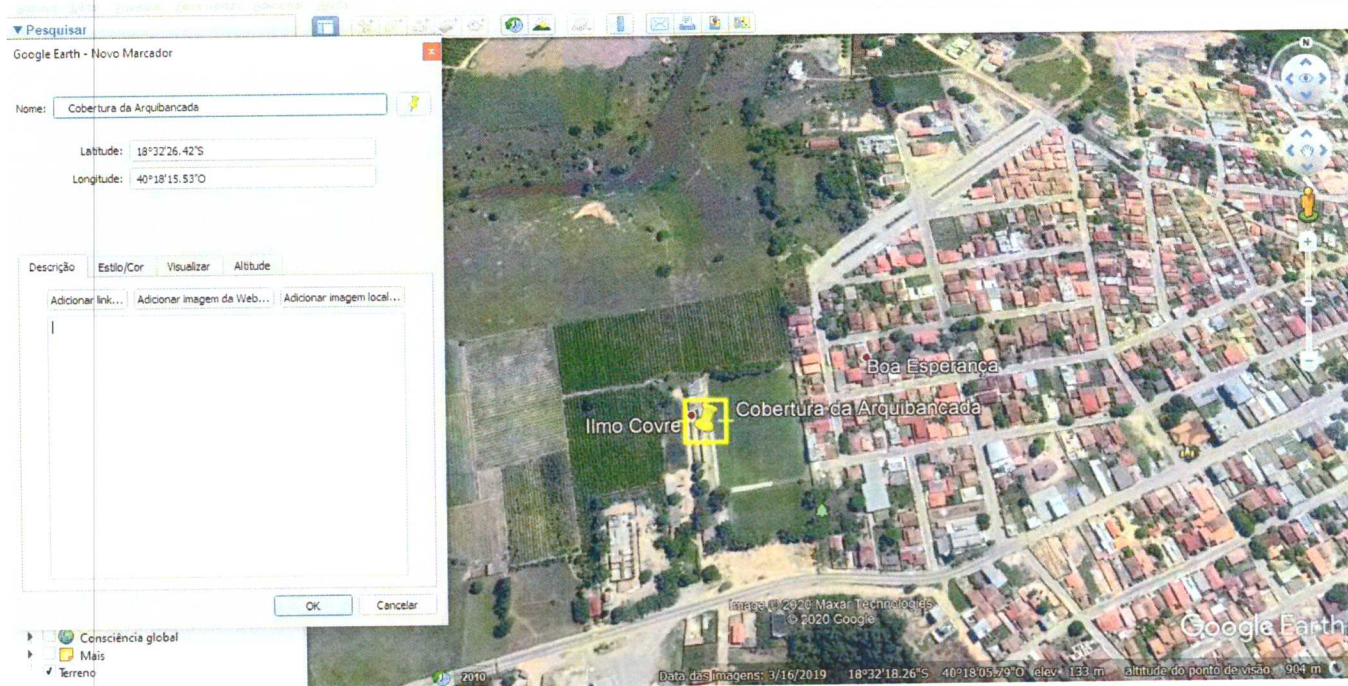 ▼ Pesquisar
Google Earth - Novo Marcador
x
Nome: Cobertura da Arquibancada
Latitude: 18°32'26.42"S
Longitude: 40°18'15.53"O
Descrição Estilo/Cor Visualizar Altitude
Adicionar link... Adicionar imagem da Web... Adicionar imagem local...
OK Cancelar
Consciência global
Mais
Terreno
N
Boa Esperança
Ilmo Covre
Cobertura da Arquibancada
Image © 2020 Maxar Technologies
© 2020 Google
Google Earth
2010
Data das imagens: 3/16/2019 18°32'18.26"S 40°18'05.79"O elev 133 m altitude do ponto de visão 904 m